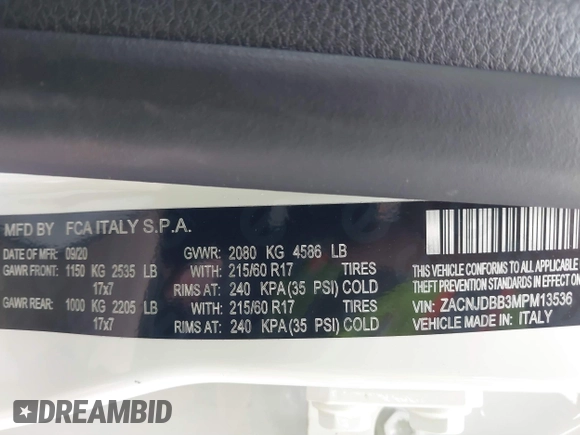 MFD BY FCA ITALY S.P.A.
DATE OF MFR: 09/20 GVWR: 2080 KG 4586 LB
GAWR FRONT: 1150 KG 2535 LB WITH: 215/60 R17 TIRES
17x7 RIMS AT: 240 KPA (35 PSI) COLD
GAWR REAR: 1000 KG 2205 LB WITH: 215/60 R17 TIRES
17x7 RIMS AT: 240 KPA (35 PSI) COLD
THIS VEHICLE CONFORMS TO ALL APPLICABLE
THEFT PREVENTION STANDARDS IN EFFECT ON
VIN: ZACNJDBB3MPM13536
VEHICLE MADE IN: ITALY
DREAMBID